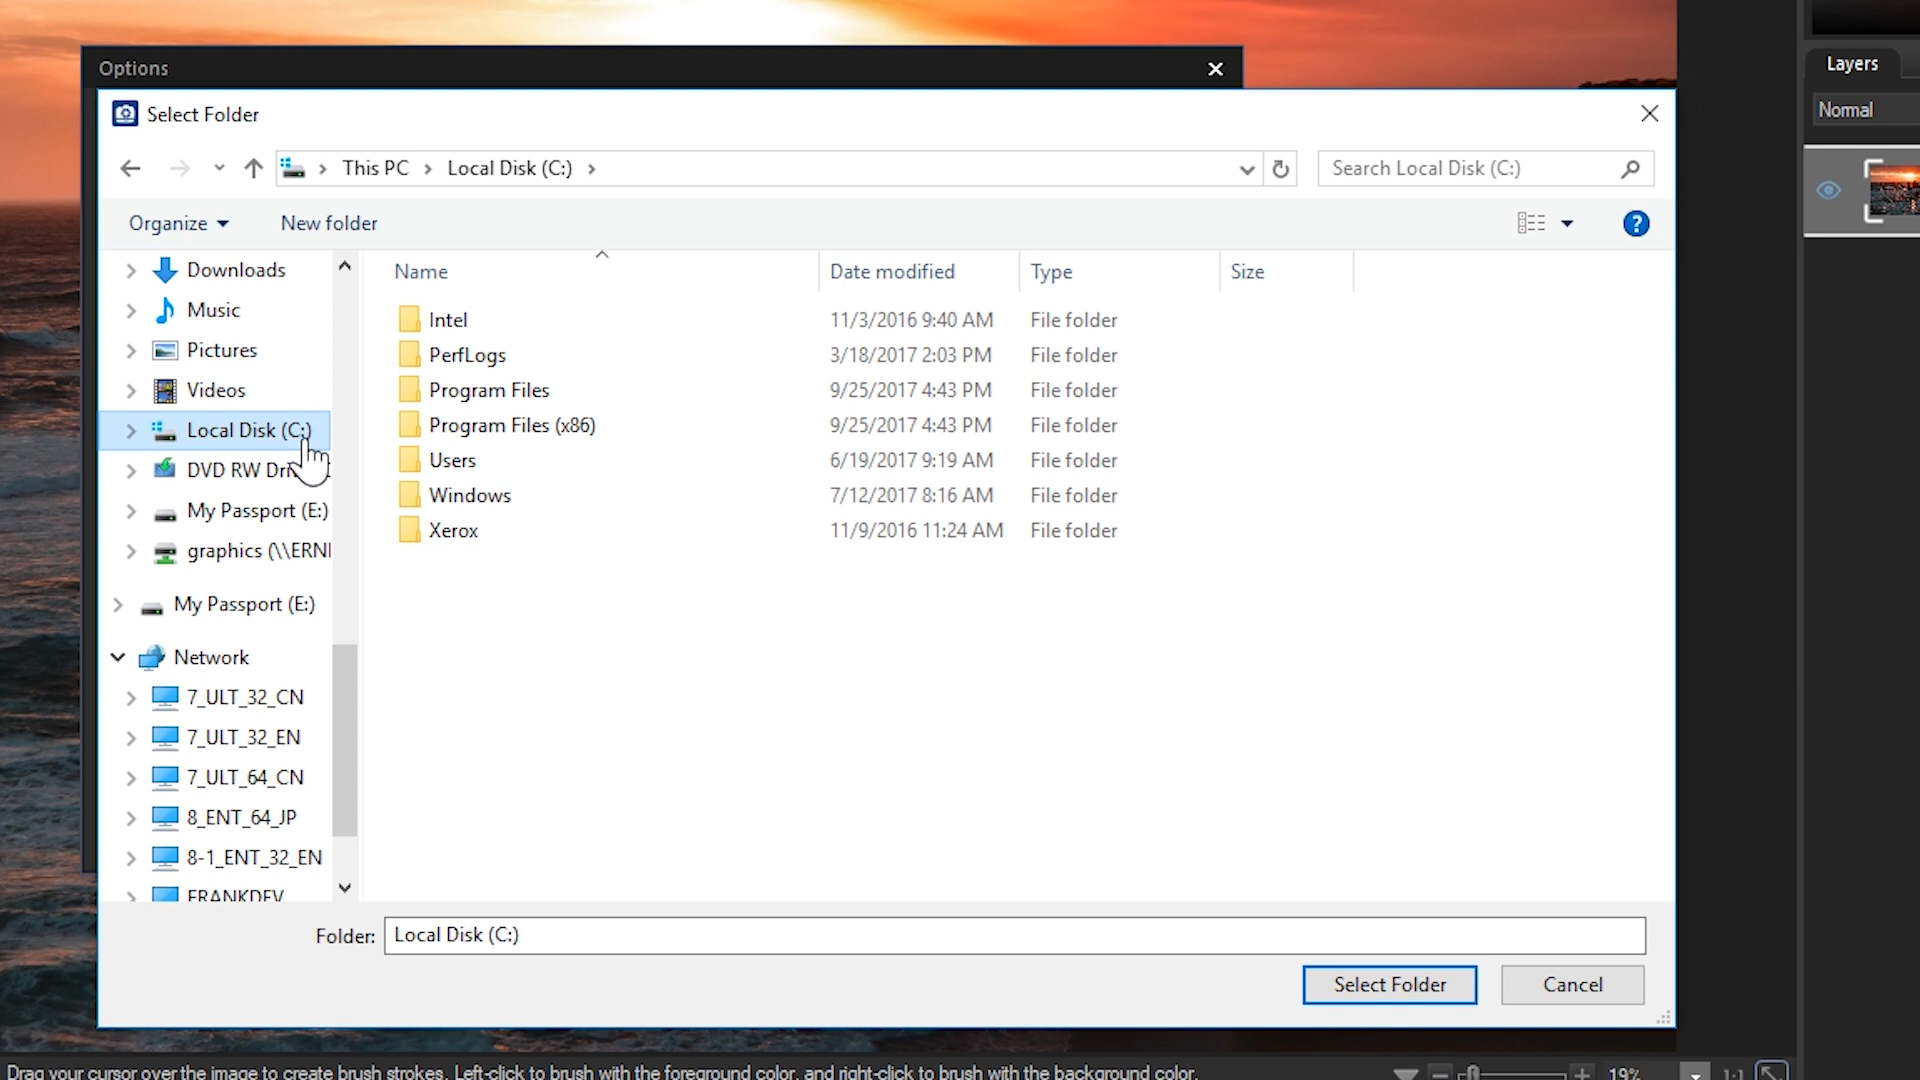 Options
Layers
Normal
Select Folder
This PC
Local Disk (C:)
Search Local Disk (C:)
Organize
New folder
?
Name
Date modified
Type
Size
Downloads
Music
Pictures
Videos
Local Disk (C:)
DVD RW
My Passport (E:)
graphics (\\ERNI
My Passport (E:)
Network
7_ULT_32_CN
7_ULT_32_EN
7_ULT_64_CN
8_ENT_64_JP
8-1_ENT_32_EN
FRANKDEV
Intel 11/3/2016 9:40 AM File folder
PerfLogs 3/18/2017 2:03 PM File folder
Program Files 9/25/2017 4:43 PM File folder
Program Files (x86) 9/25/2017 4:43 PM File folder
Users 6/19/2017 9:19 AM File folder
Windows 7/12/2017 8:16 AM File folder
Xerox 11/9/2016 11:24 AM File folder
Folder: Local Disk (C:)
Select Folder
Cancel
Drag your cursor over the image to create brush strokes. Left-click to brush with the foreground color, and right-click to brush with the background color.
19%
1:1